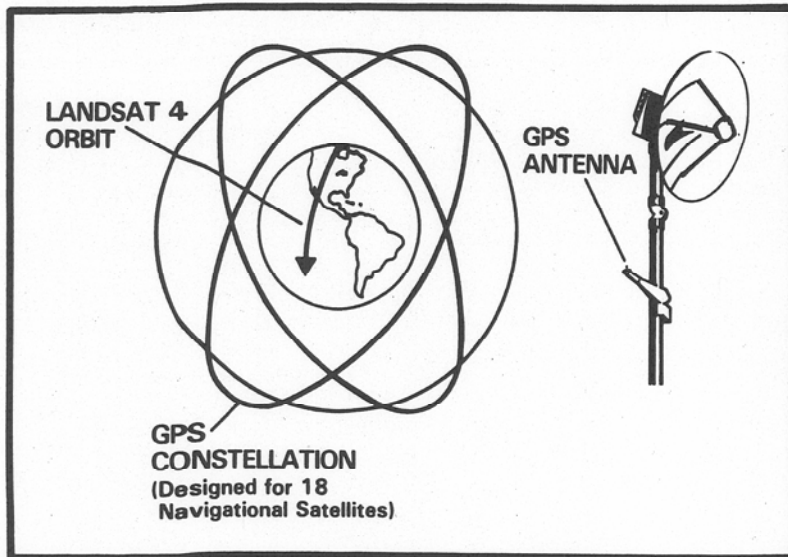 LANDSAT 4
ORBIT
GPS
ANTENNA
GPS
CONSTELLATION
(Designed for 18
Navigational Satellites)